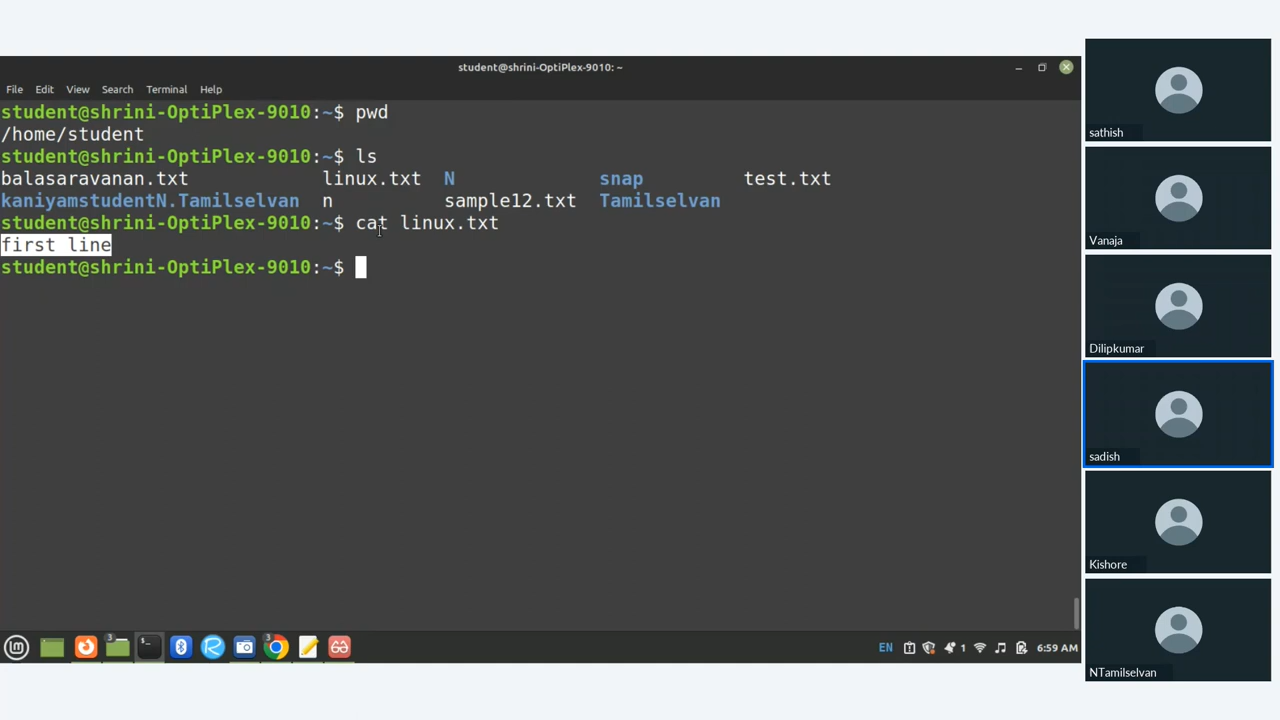 student@shrini-OptiPlex-9010: ~
File Edit View Search Terminal Help
student@shrini-OptiPlex-9010:~$ pwd
/home/student
student@shrini-OptiPlex-9010:~$ ls
balasaravanan.txt linux.txt N snap test.txt
kaniyamstudentN.Tamilselvan n sample12.txt Tamilselvan
student@shrini-OptiPlex-9010:~$ cat linux.txt
first line
student@shrini-OptiPlex-9010:~$
3 3 EN 1 6:59 AM
sathish
Vanaja
Dilipkumar
sadish
Kishore
NTamilselvan